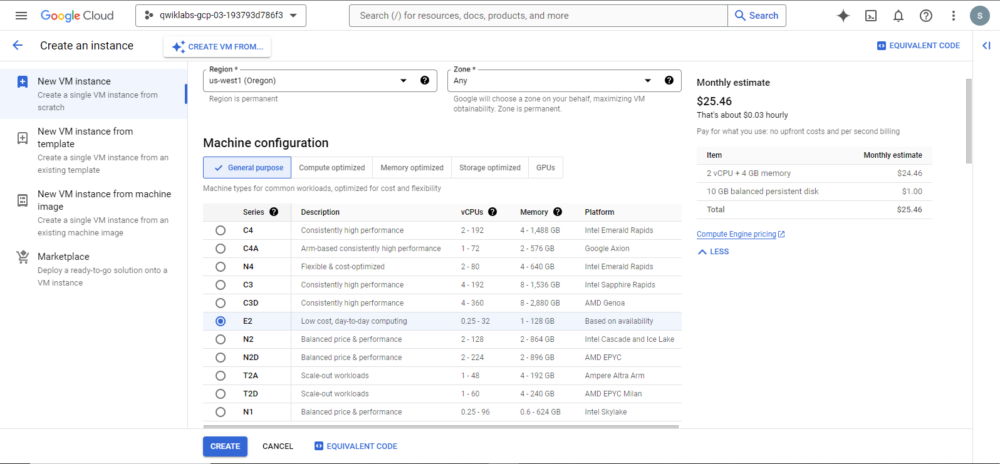 Google Cloud
qwiklabs-gcp-03-193793d786f3
Search (/) for resources, docs, products, and more
Search
S
Create an instance
CREATE VM FROM...
EQUIVALENT CODE
New VM instance
Create a single VM instance from
scratch
New VM instance from
template
Create a single VM instance from an
existing template
New VM instance from machine
image
Create a single VM instance from an
existing machine image
Marketplace
Deploy a ready-to-go solution onto a
VM instance
Region *
us-west1 (Oregon)
Region is permanent
Zone *
Any
Google will choose a zone on your behalf, maximizing VM
obtainability. Zone is permanent.
Machine configuration
General purpose
Compute optimized
Memory optimized
Storage optimized
GPUs
Machine types for common workloads, optimized for cost and flexibility
Series Description vCPUs Memory Platform
C4 Consistently high performance 2 - 192 4 - 1,488 GB Intel Emerald Rapids
C4A Arm-based consistently high performance 1 - 72 2 - 576 GB Google Axion
N4 Flexible & cost-optimized 2 - 80 4 - 640 GB Intel Emerald Rapids
C3 Consistently high performance 4 - 192 8 - 1,536 GB Intel Sapphire Rapids
C3D Consistently high performance 4 - 360 8 - 2,880 GB AMD Genoa
E2 Low cost, day-to-day computing 0.25 - 32 1 - 128 GB Based on availability
N2 Balanced price & performance 2 - 128 2 - 864 GB Intel Cascade and Ice Lake
N2D Balanced price & performance 2 - 224 2 - 896 GB AMD EPYC
T2A Scale-out workloads 1 - 48 4 - 192 GB Ampere Altra Arm
T2D Scale-out workloads 1 - 60 4 - 240 GB AMD EPYC Milan
N1 Balanced price & performance 0.25 - 96 0.6 - 624 GB Intel Skylake
Monthly estimate
$25.46
That's about $0.03 hourly
Pay for what you use: no upfront costs and per second billing
Item Monthly estimate
2 vCPU + 4 GB memory $24.46
10 GB balanced persistent disk $1.00
Total $25.46
Compute Engine pricing
LESS
CREATE
CANCEL
EQUIVALENT CODE